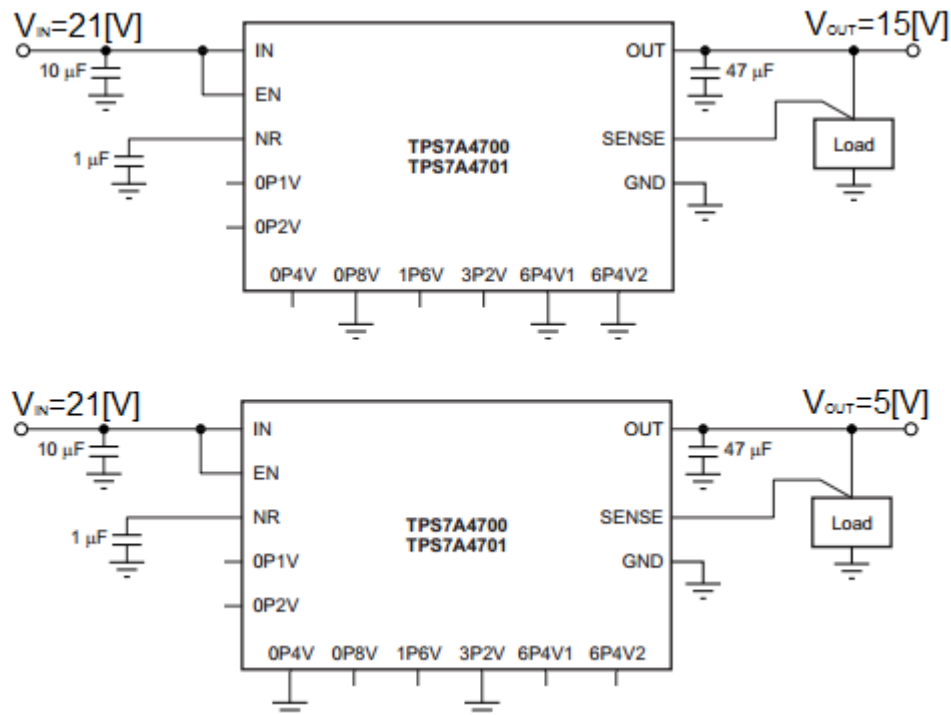 VIN=21[V]
VOUT=15[V]
10 μF
IN
OUT
47 μF
EN
1 μF
NR
TPS7A4700
TPS7A4701
SENSE
Load
0P1V
GND
0P2V
0P4V 0P8V 1P6V 3P2V 6P4V1 6P4V2
VIN=21[V]
VOUT=5[V]
10 μF
IN
OUT
47 μF
EN
1 μF
NR
TPS7A4700
TPS7A4701
SENSE
Load
0P1V
GND
0P2V
0P4V 0P8V 1P6V 3P2V 6P4V1 6P4V2